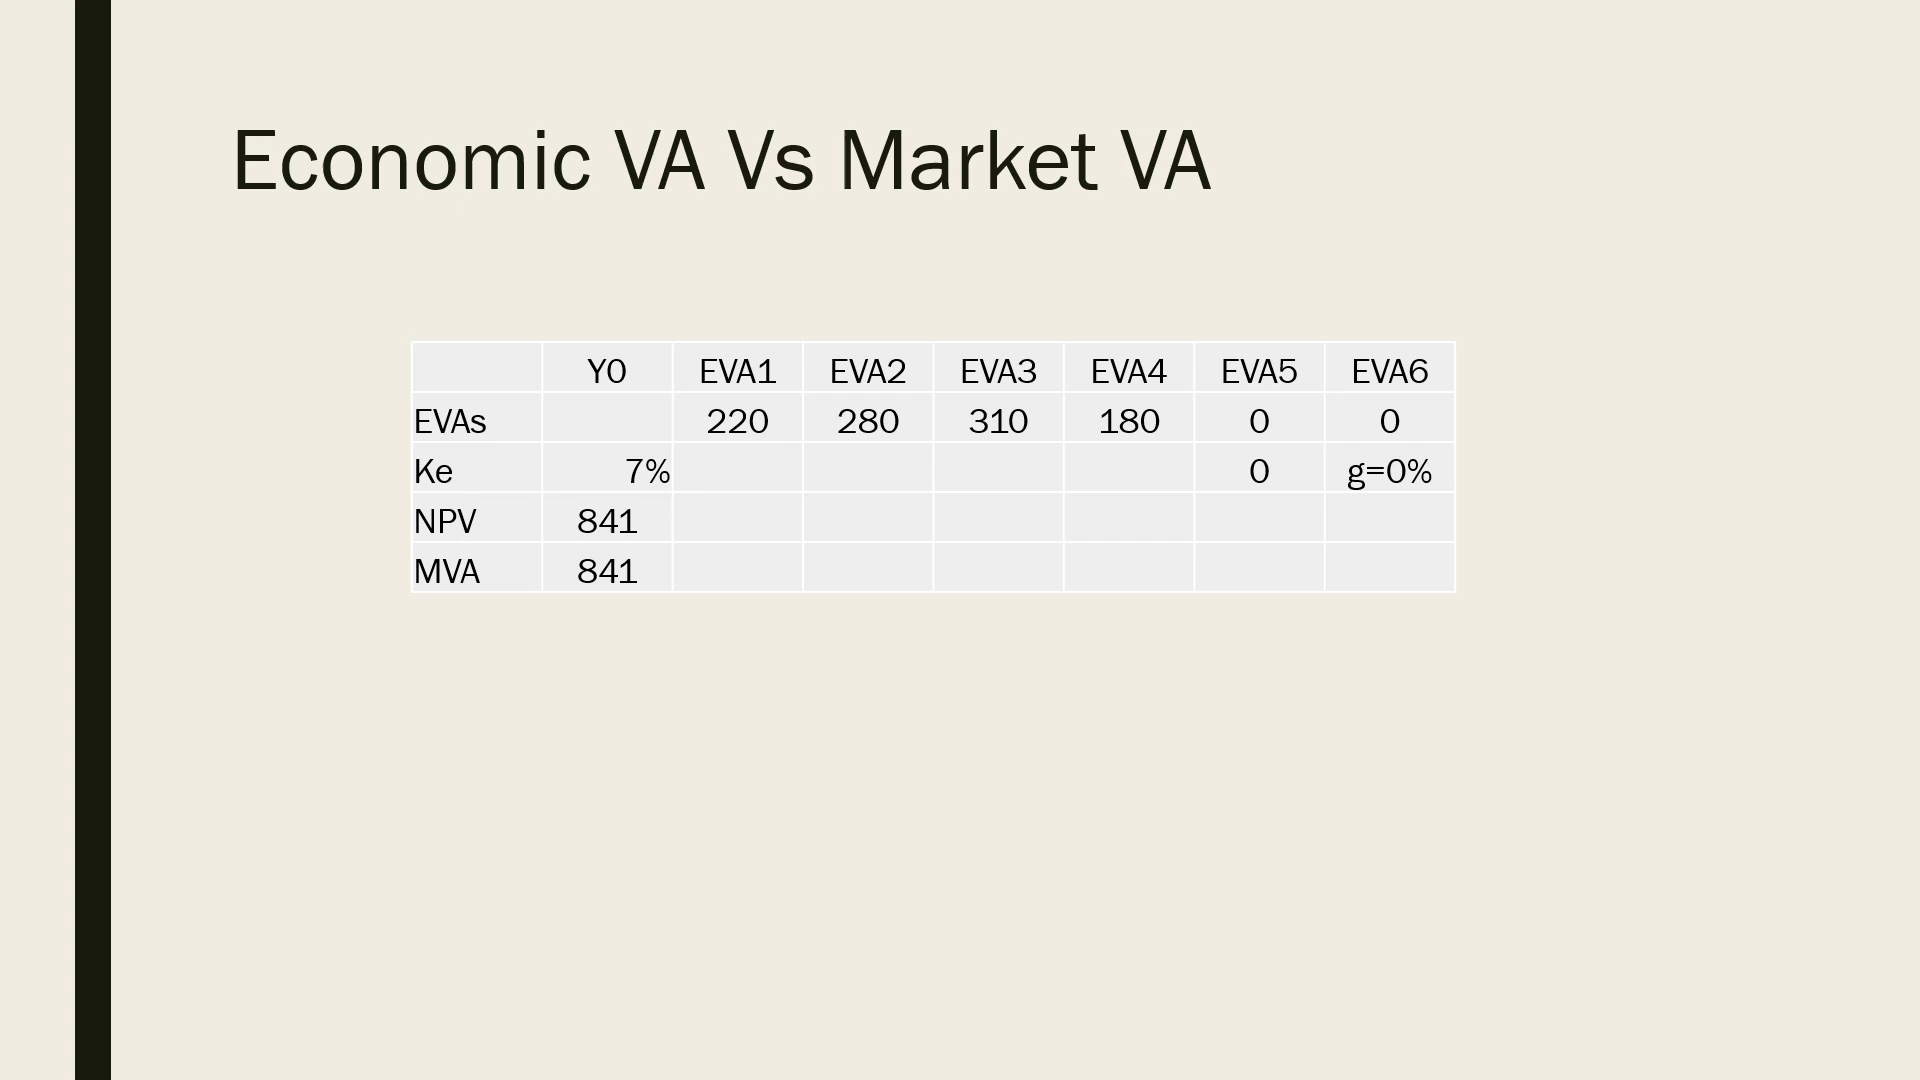 Economic VA Vs Market VA
Y0 EVA1 EVA2 EVA3 EVA4 EVA5 EVA6
EVAs 220 280 310 180 0 0
Ke 7% 0 g=0%
NPV 841
MVA 841